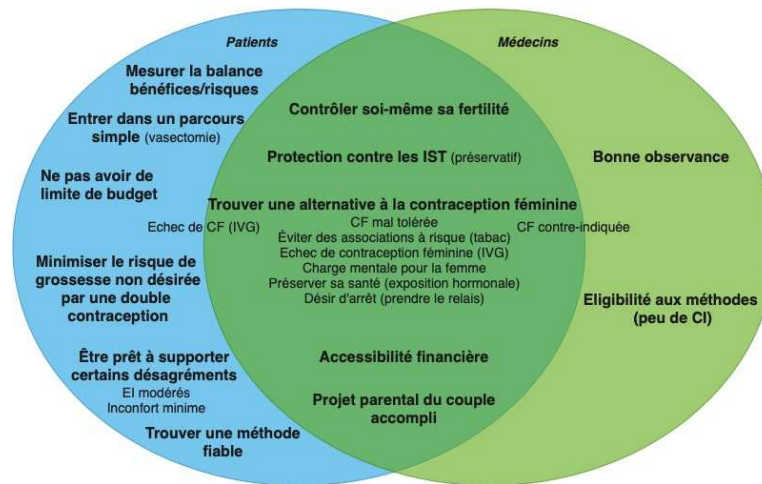 Patients
Médecins
Mesurer la balance
bénéfices/risques
Entrer dans un parcours
simple (vasectomie)
Ne pas avoir de
limite de budget
Echec de CF (IVG)
Minimiser le risque de
grossesse non désirée
par une double
contraception
Être prêt à supporter
certains désagréments
EI modérés
Inconfort minime
Trouver une méthode
fiable
Contrôler soi-même sa fertilité
Protection contre les IST (préservatif)
Trouver une alternative à la contraception féminine
CF mal tolérée
Éviter des associations à risque (tabac)
Echec de contraception féminine (IVG)
Charge mentale pour la femme
Préserver sa santé (exposition hormonale)
Désir d'arrêt (prendre le relais)
Accessibilité financière
Projet parental du couple
accompli
Bonne observance
CF contre-indiquée
Eligibilité aux méthodes
(peu de CI)